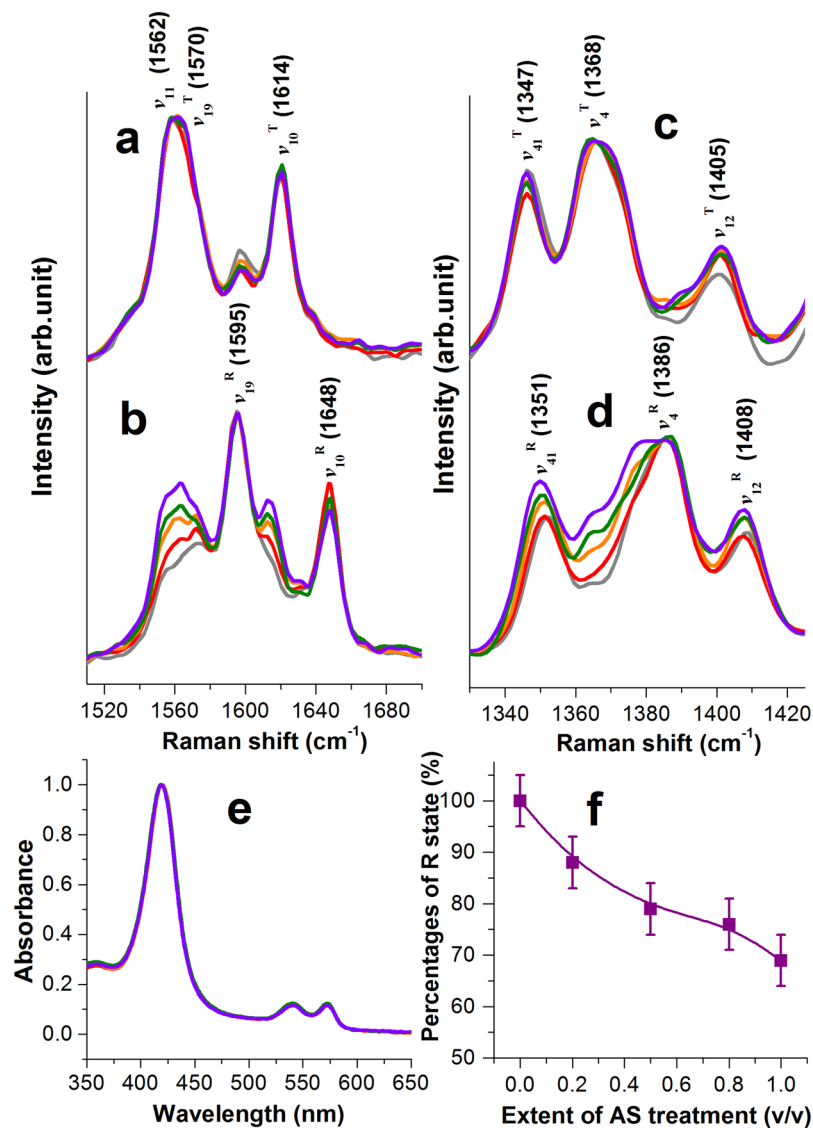 a
ν11 (1562)
ν19T (1570)
ν10T (1614)
c
ν41T (1347)
ν4T (1368)
ν12T (1405)
b
ν19R (1595)
ν10R (1648)
d
ν41R (1351)
ν4R (1386)
ν12R (1408)
Intensity (arb.unit)
Intensity (arb.unit)
1520 1560 1600 1640 1680
Raman shift (cm-1)
1340 1360 1380 1400 1420
Raman shift (cm-1)
e
Absorbance
1.0
0.8
0.6
0.4
0.2
0.0
350 400 450 500 550 600 650
Wavelength (nm)
f
Percentages of R state (%)
100
90
80
70
60
50
0.0 0.2 0.4 0.6 0.8 1.0
Extent of AS treatment (v/v)